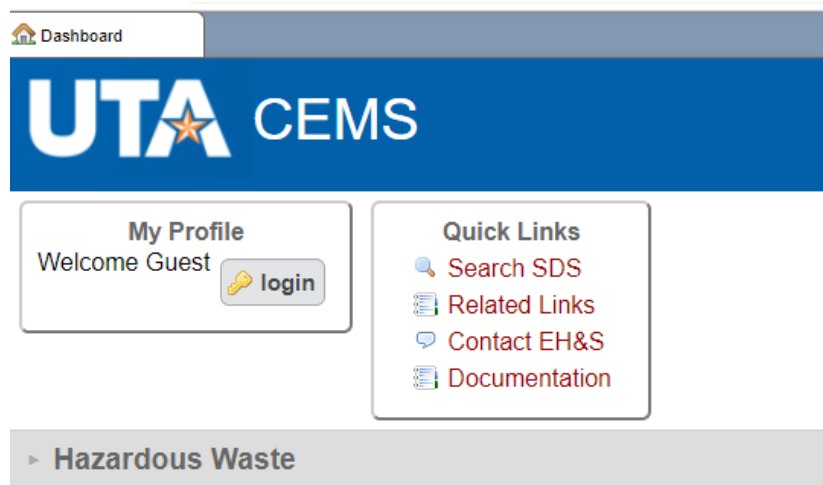 Dashboard
UTA CEMS
My Profile
Welcome Guest
login
Quick Links
Search SDS
Related Links
Contact EH&S
Documentation
Hazardous Waste